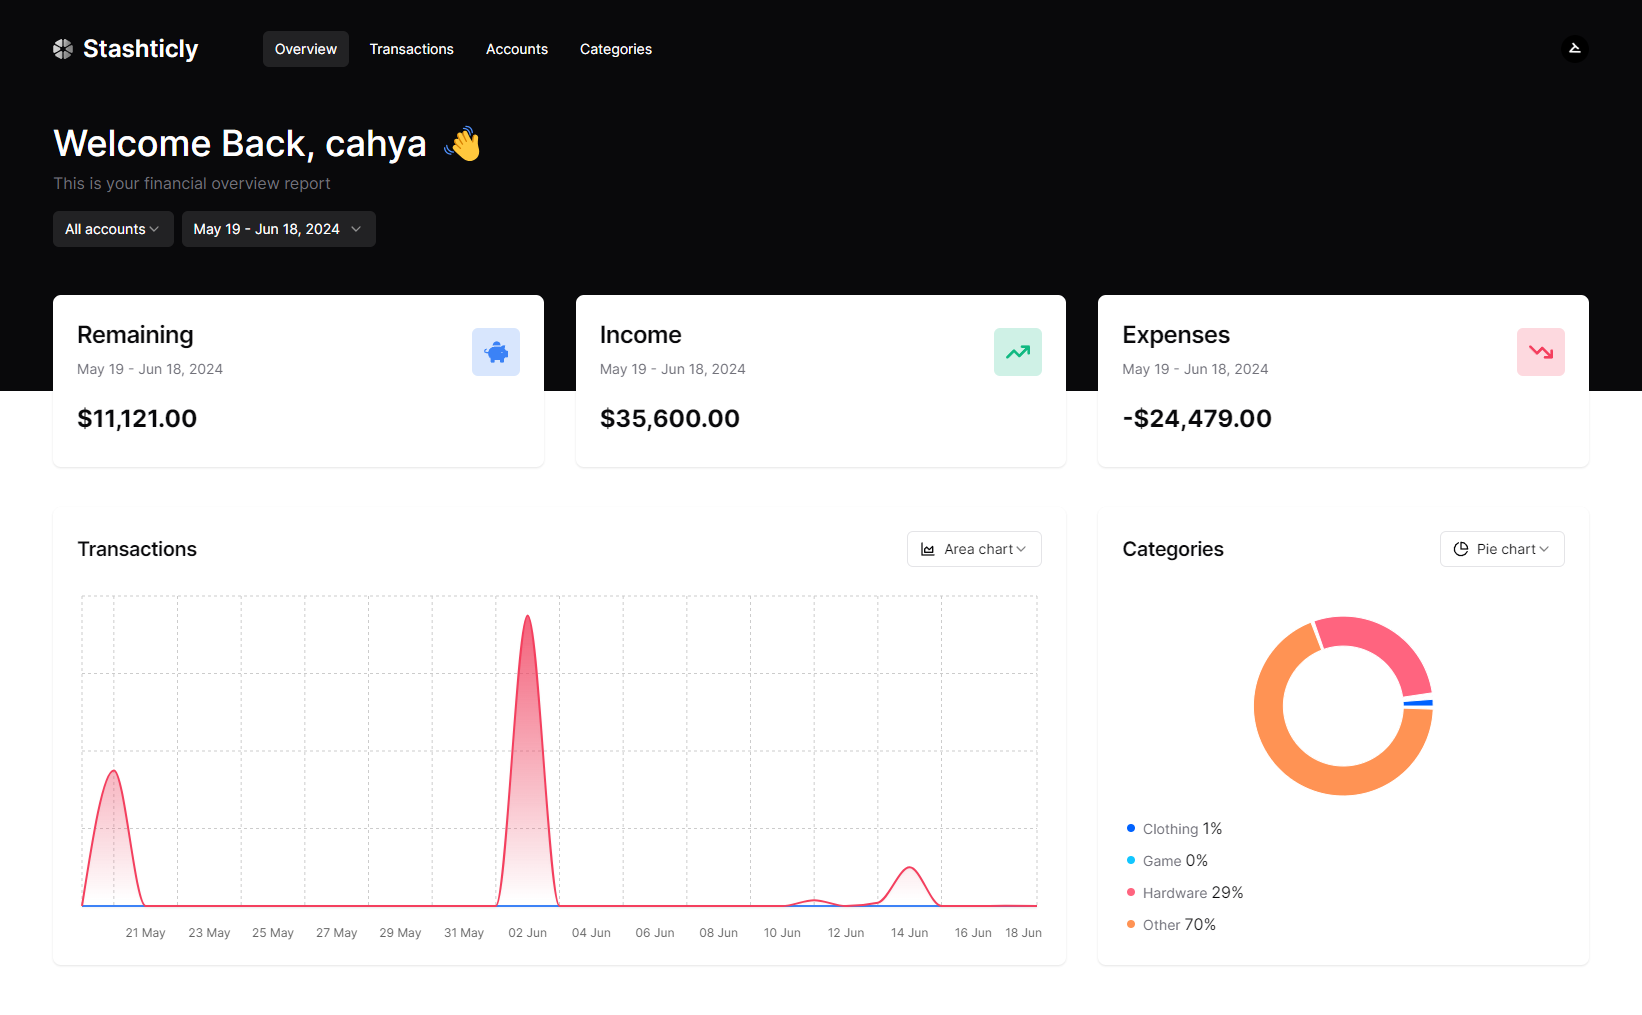 Stashticly
Overview
Transactions
Accounts
Categories
Welcome Back, cahya 👋
This is your financial overview report
All accounts
May 19 - Jun 18, 2024
Remaining
May 19 - Jun 18, 2024
$11,121.00
Income
May 19 - Jun 18, 2024
$35,600.00
Expenses
May 19 - Jun 18, 2024
-$24,479.00
Transactions
Area chart
21 May 23 May 25 May 27 May 29 May 31 May 02 Jun 04 Jun 06 Jun 08 Jun 10 Jun 12 Jun 14 Jun 16 Jun 18 Jun
Categories
Pie chart
Clothing 1%
Game 0%
Hardware 29%
Other 70%